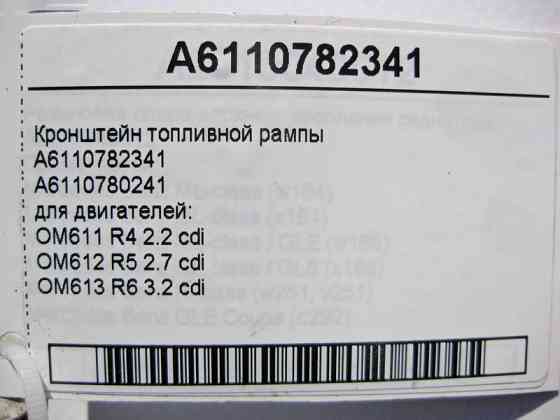 A6110782341
Кронштейн топливной рампы
A6110782341
A6110780241
для двигателей:
OM611 R4 2.2 cdi
OM612 R5 2.7 cdi
OM613 R6 3.2 cdi